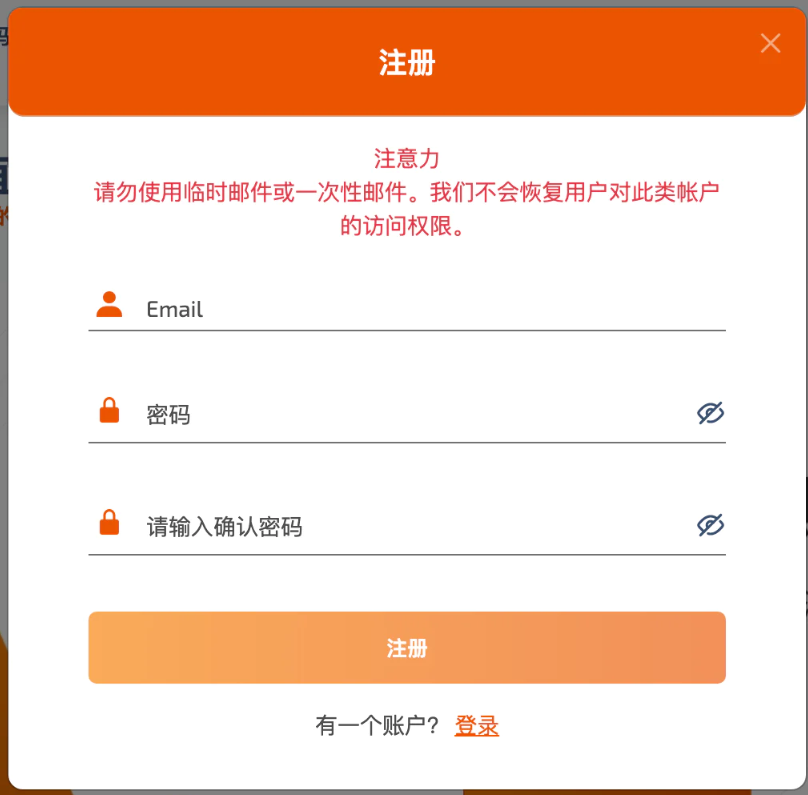 注册
注意力
请勿使用临时邮件或一次性邮件。我们不会恢复用户对此类帐户
的访问权限。
Email
密码
请输入确认密码
注册
有一个账户? 登录